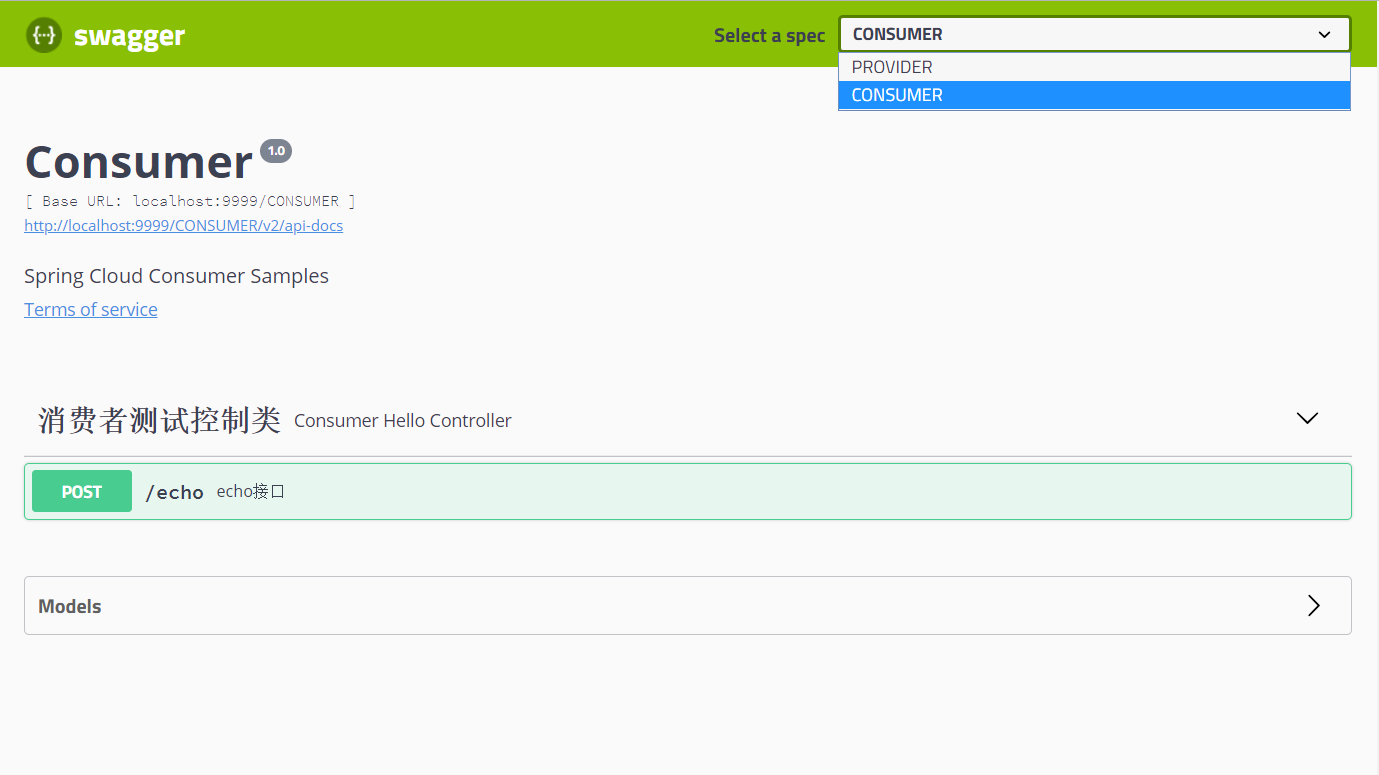 swagger
Select a spec
CONSUMER
PROVIDER
CONSUMER
Consumer 1.0
[ Base URL: localhost:9999/CONSUMER ]
http://localhost:9999/CONSUMER/v2/api-docs
Spring Cloud Consumer Samples
Terms of service
消费者测试控制类 Consumer Hello Controller
POST /echo echo接口
Models